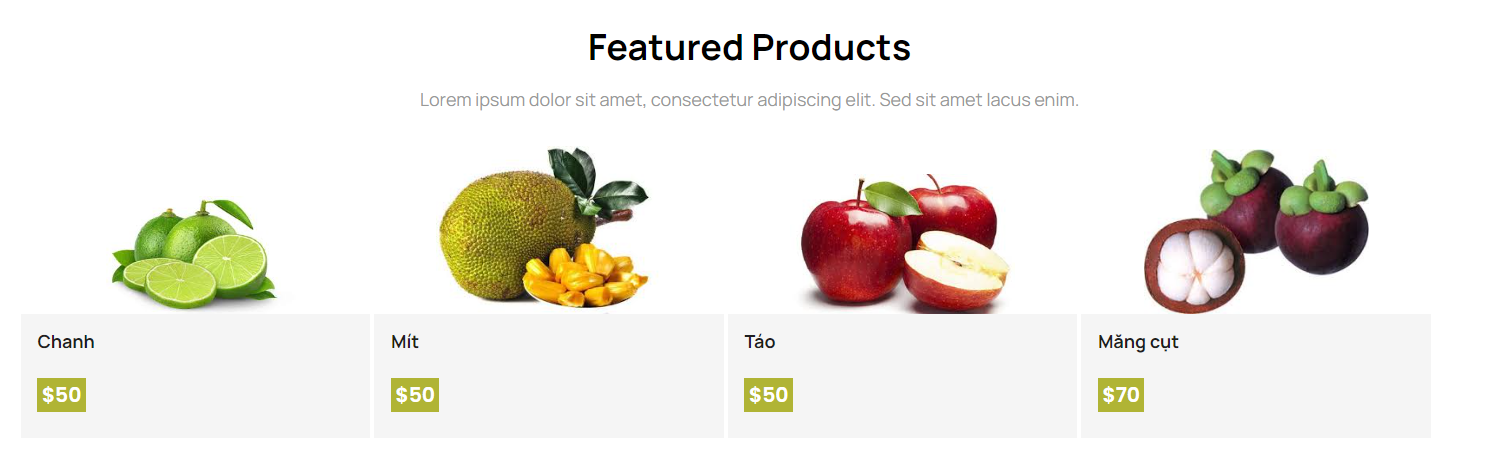 Featured Products
Lorem ipsum dolor sit amet, consectetur adipiscing elit. Sed sit amet lacus enim.
Chanh
$50
Mít
$50
Táo
$50
Măng cụt
$70